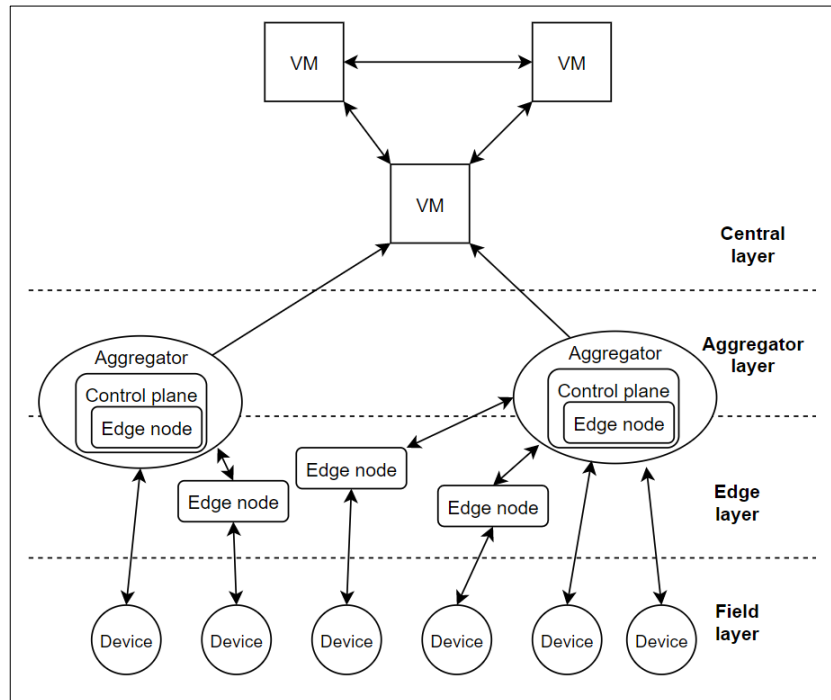 VM
VM
VM
Central
layer
Aggregator
Control plane
Edge node
Aggregator
Control plane
Edge node
Aggregator
layer
Edge node
Edge node
Edge node
Edge
layer
Device
Device
Device
Device
Device
Device
Field
layer